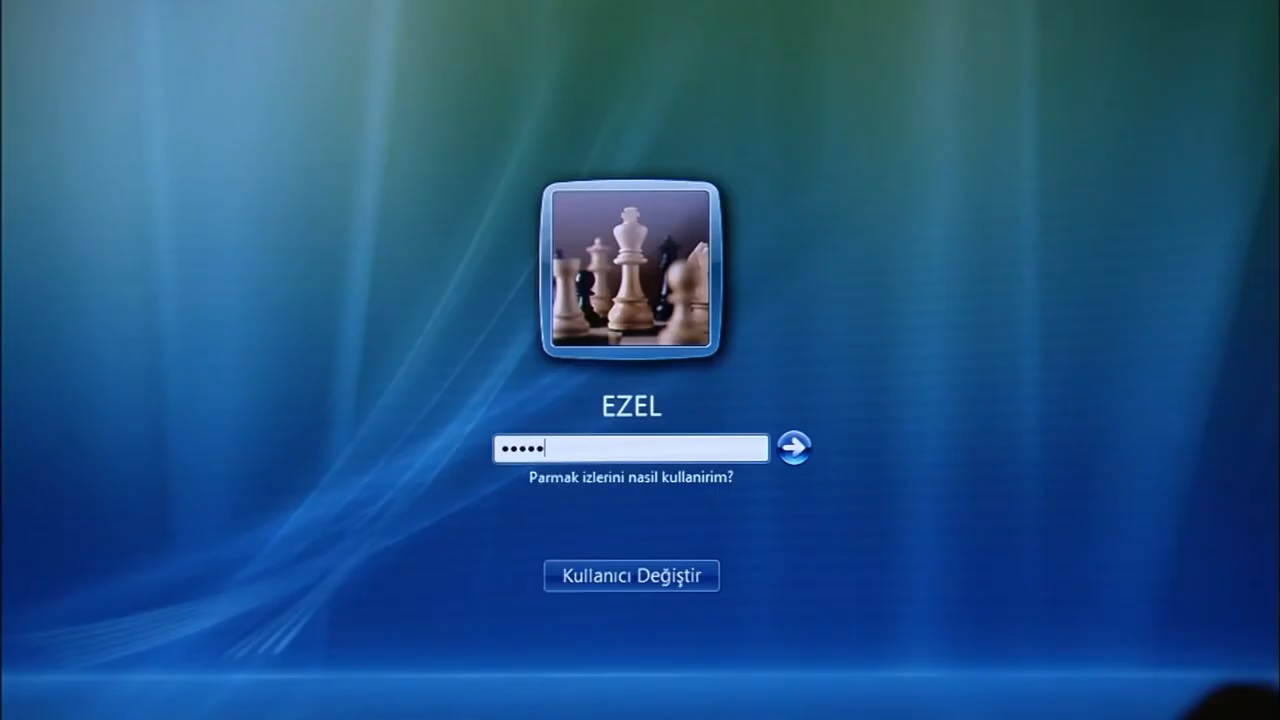 EZEL
•••••
Parmak izlerini nasil kullanirim?
Kullanıcı Değiştir